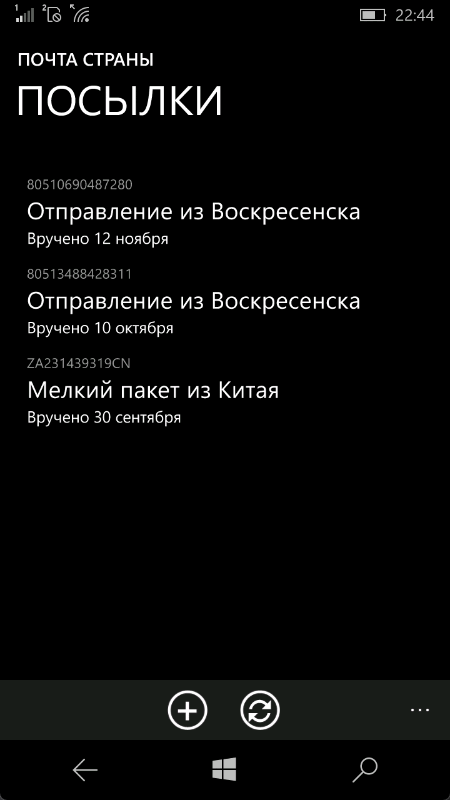 1 2 22:44
ПОЧТА СТРАНЫ
ПОСЫЛКИ
80510690487280
Отправление из Воскресенска
Вручено 12 ноября
80513488428311
Отправление из Воскресенска
Вручено 10 октября
ZA231439319CN
Мелкий пакет из Китая
Вручено 30 сентября